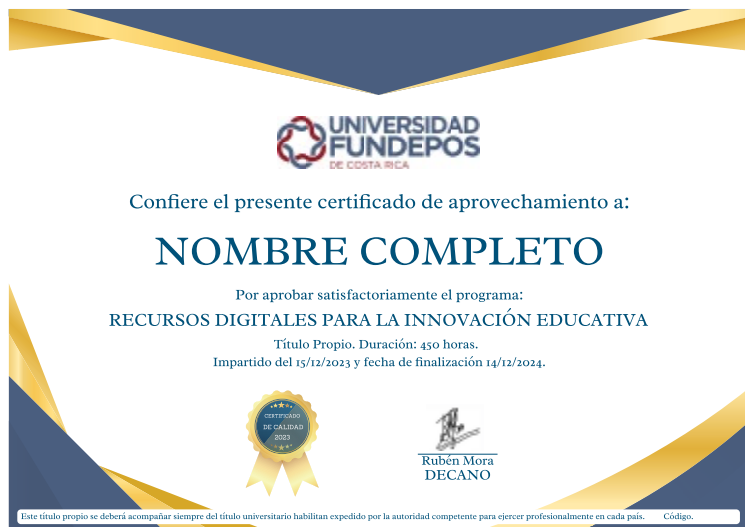 UNIVERSIDAD
FUNDEPOS
DE COSTA RICA
Confiere el presente certificado de aprovechamiento a:
NOMBRE COMPLETO
Por aprobar satisfactoriamente el programa:
RECURSOS DIGITALES PARA LA INNOVACIÓN EDUCATIVA
Título Propio. Duración: 450 horas.
Impartido del 15/12/2023 y fecha de finalización 14/12/2024.
CERTIFICADO
DE CALIDAD
2023
Rubén Mora
DECANO
Este título propio se deberá acompañar siempre del título universitario habilitan expedido por la autoridad competente para ejercer profesionalmente en cada país. Código.